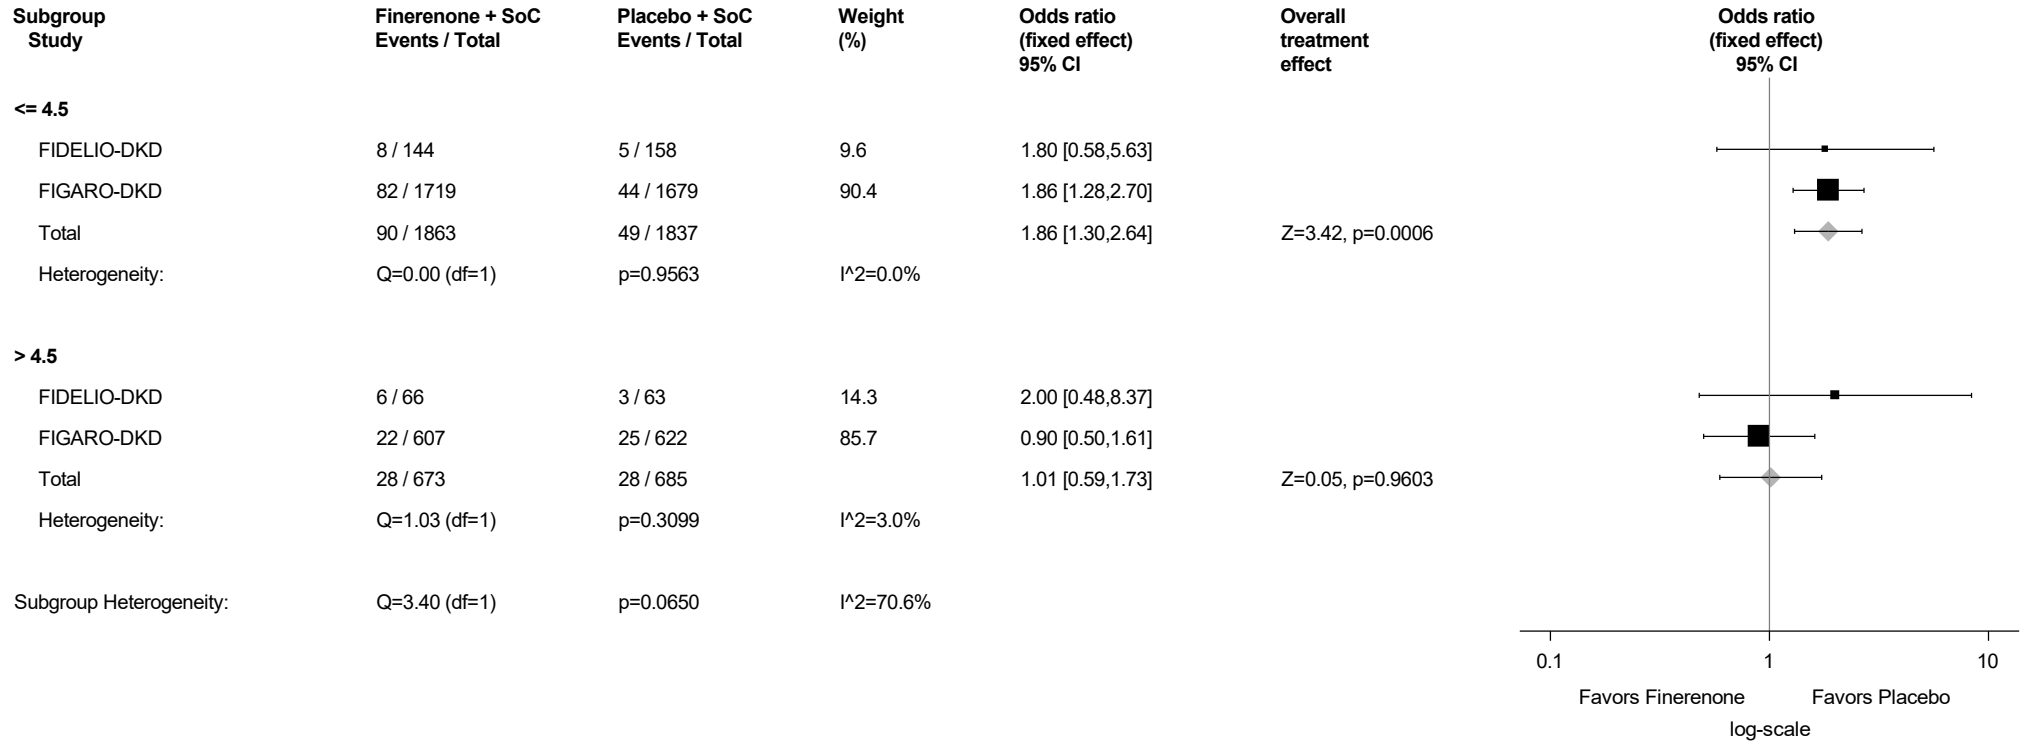 Subgroup Finerenone + SoC Placebo + SoC Weight Odds ratio Overall Odds ratio
Study Events / Total Events / Total (%) (fixed effect) treatment (fixed effect)
95% CI effect 95% CI
<= 4.5
FIDELIO-DKD 8 / 144 5 / 158 9.6 1.80 [0.58,5.63]
FIGARO-DKD 82 / 1719 44 / 1679 90.4 1.86 [1.28,2.70]
Total 90 / 1863 49 / 1837 1.86 [1.30,2.64] Z=3.42, p=0.0006
Heterogeneity: Q=0.00 (df=1) p=0.9563 I^2=0.0%
> 4.5
FIDELIO-DKD 6 / 66 3 / 63 14.3 2.00 [0.48,8.37]
FIGARO-DKD 22 / 607 25 / 622 85.7 0.90 [0.50,1.61]
Total 28 / 673 28 / 685 1.01 [0.59,1.73] Z=0.05, p=0.9603
Heterogeneity: Q=1.03 (df=1) p=0.3099 I^2=3.0%
Subgroup Heterogeneity: Q=3.40 (df=1) p=0.0650 I^2=70.6%
0.1 1 10
Favors Finerenone Favors Placebo
log-scale